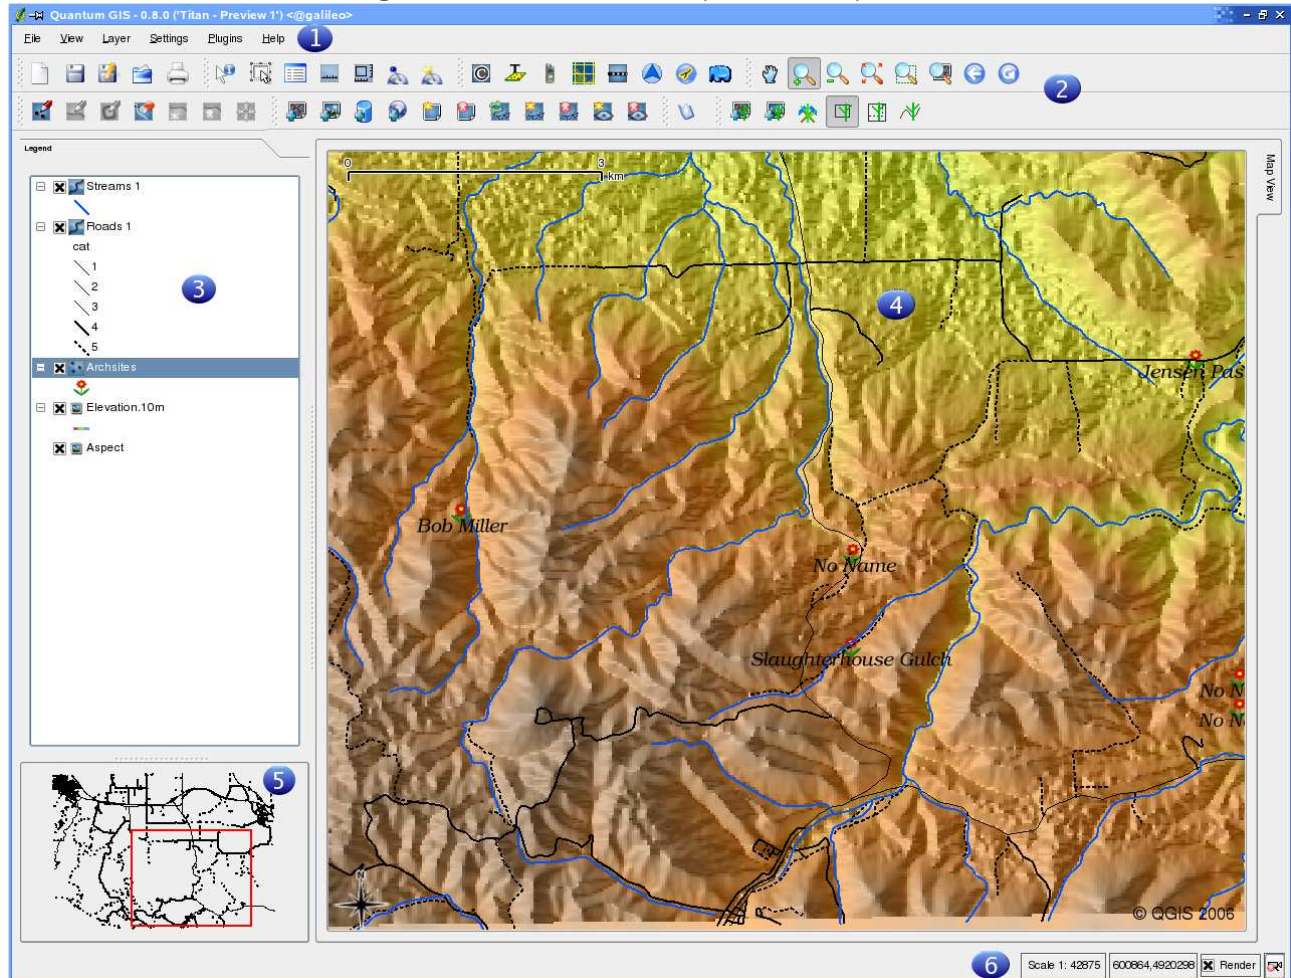 Quantum GIS - 0.8.0 ('Titan - Preview 1') <@galileo>
File View Layer Settings Plugins Help 1
2
Legend
Map View
Streams 1
Roads 1
cat
1
2
3
4
5
3
Archsites
Elevation.10m
Aspect
0 3
km
4
Jensen Pas
Bob Miller
No Name
Slaughterhouse Gulch
No N
No N
N
© QGIS 2006
5
6 Scale 1: 42875 600864,4920298 Render